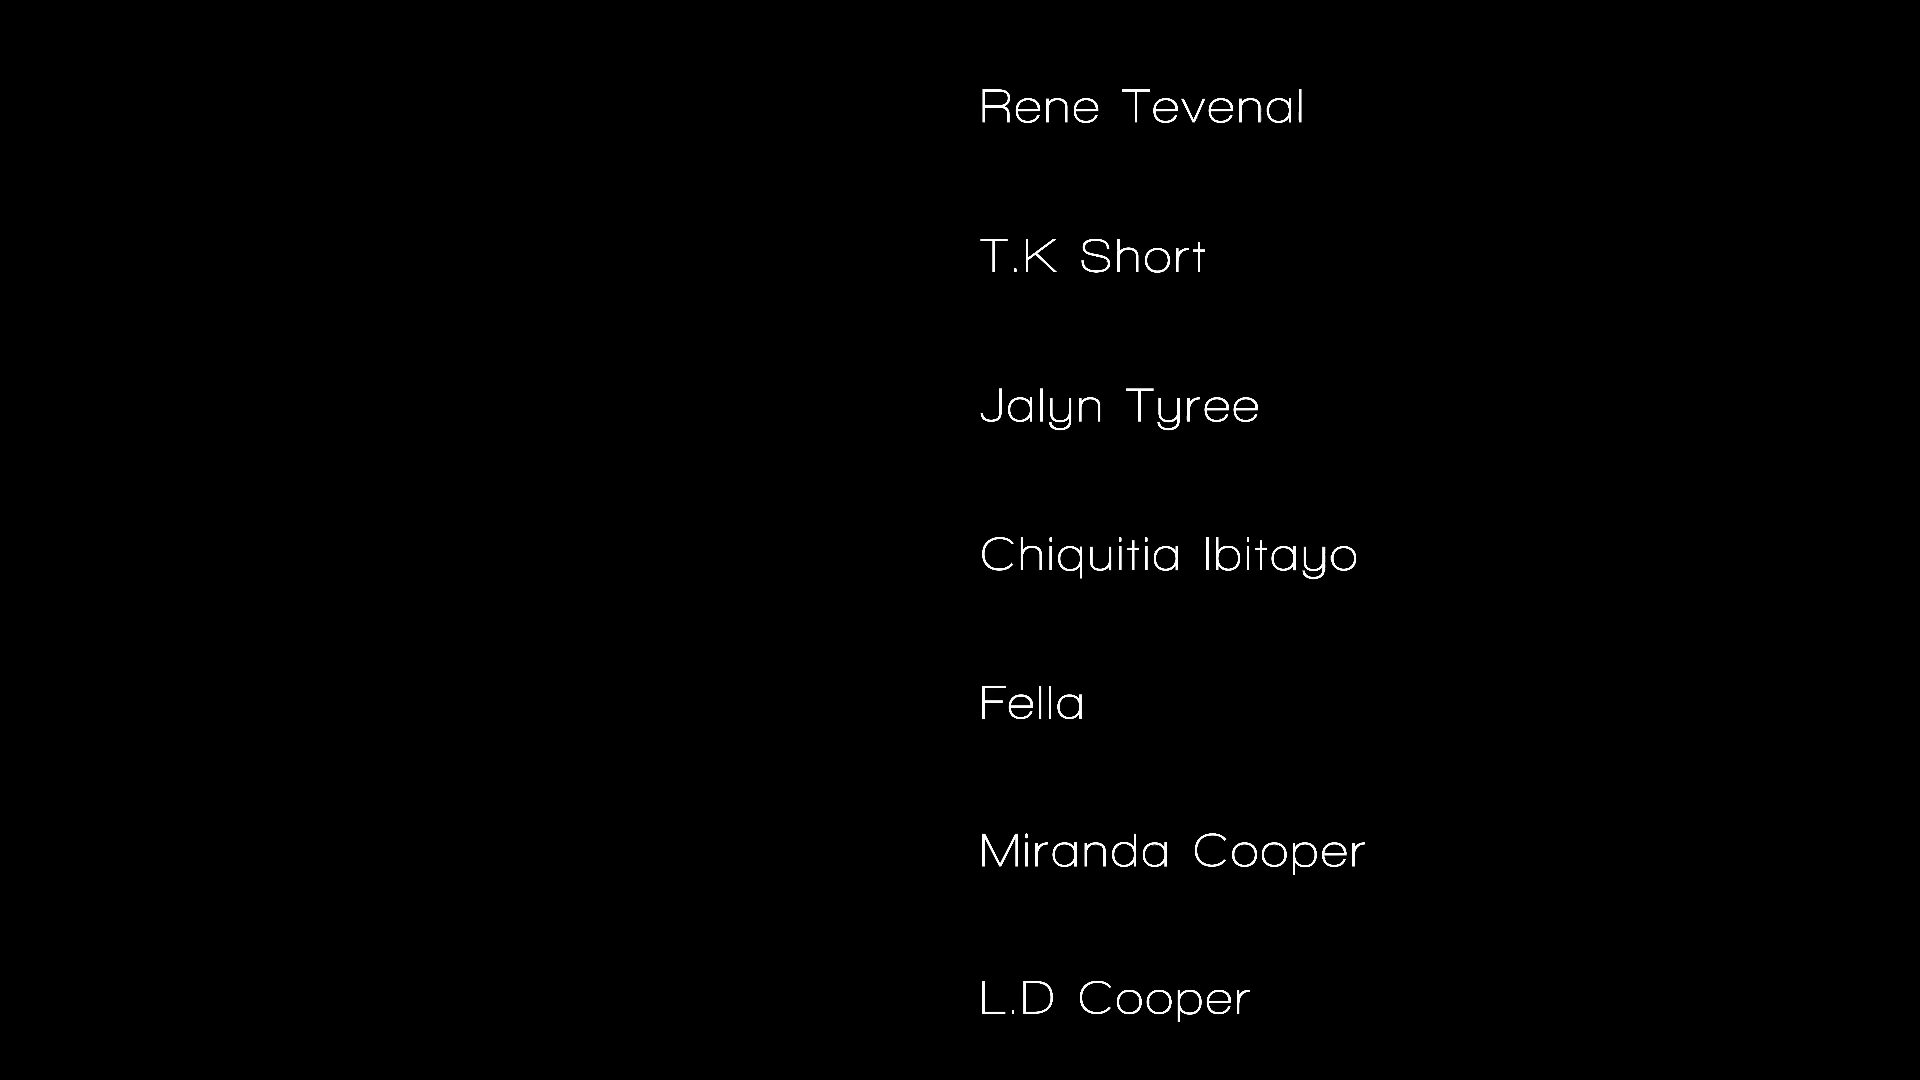 Rene Tevenal
T.K Short
Jalyn Tyree
Chiquitia Ibitayo
Fella
Miranda Cooper
L.D Cooper